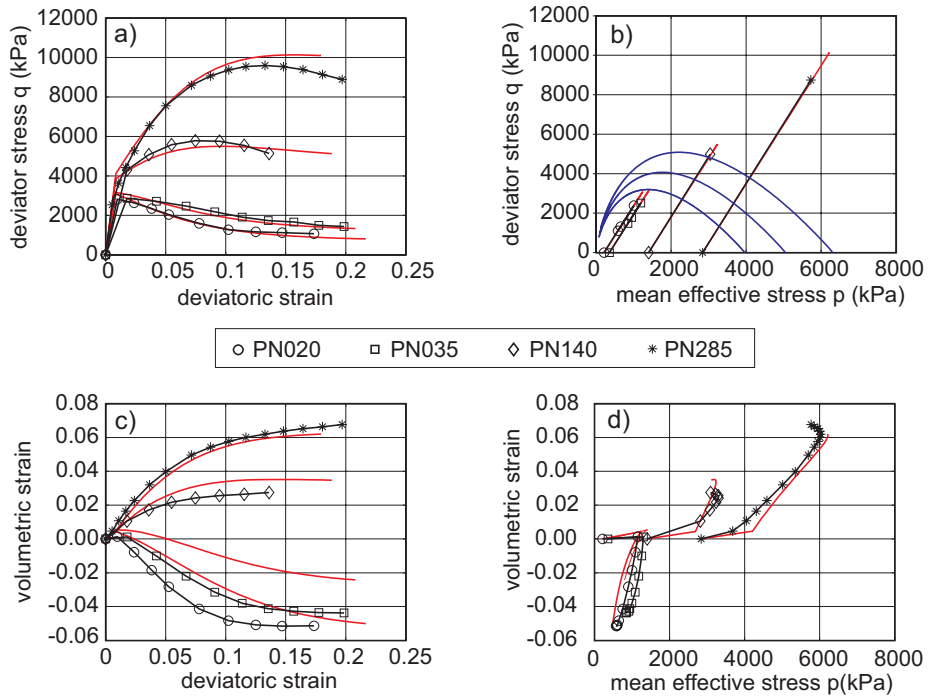 a)
deviator stress q (kPa)
12000
10000
8000
6000
4000
2000
0
0 0.05 0.1 0.15 0.2 0.25
deviatoric strain
b)
deviator stress q (kPa)
12000
10000
8000
6000
4000
2000
0
0 2000 4000 6000 8000
mean effective stress p (kPa)
PN020 PN035 PN140 PN285
c)
volumetric strain
0.08
0.06
0.04
0.02
0.00
-0.02
-0.04
-0.06
0 0.05 0.1 0.15 0.2 0.25
deviatoric strain
d)
volumetric strain
0.08
0.06
0.04
0.02
0.00
-0.02
-0.04
-0.06
0 2000 4000 6000 8000
mean effective stress p(kPa)